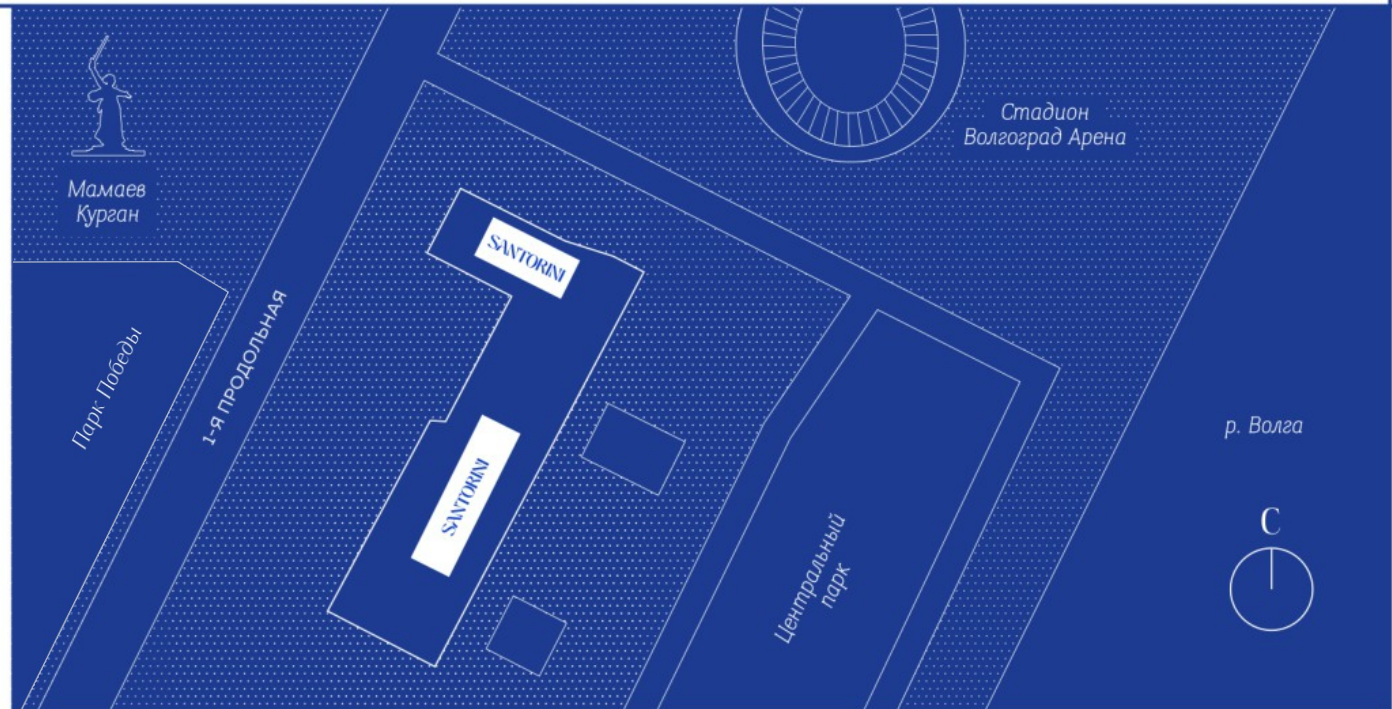 Стадион
Волгоград Арена
Мамаев
Курган
SANTORINI
1-Я ПРОДОЛЬНАЯ
Парк Победы
р. Волга
SANTORINI
С
Центральный
парк